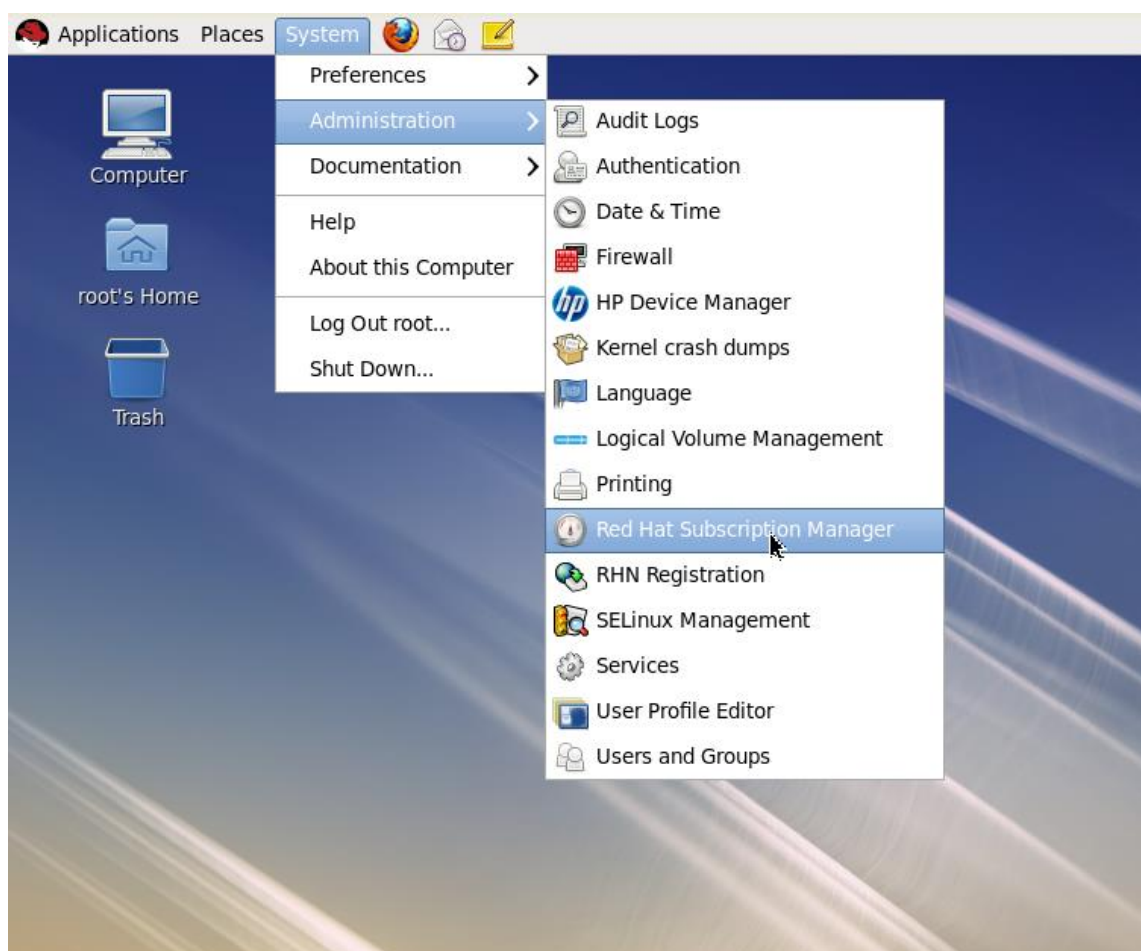 Applications Places System
Preferences
Administration
Documentation
Help
About this Computer
Log Out root...
Shut Down...
Audit Logs
Authentication
Date & Time
Firewall
HP Device Manager
Kernel crash dumps
Language
Logical Volume Management
Printing
Red Hat Subscription Manager
RHN Registration
SELinux Management
Services
User Profile Editor
Users and Groups
Computer
root's Home
Trash
hp